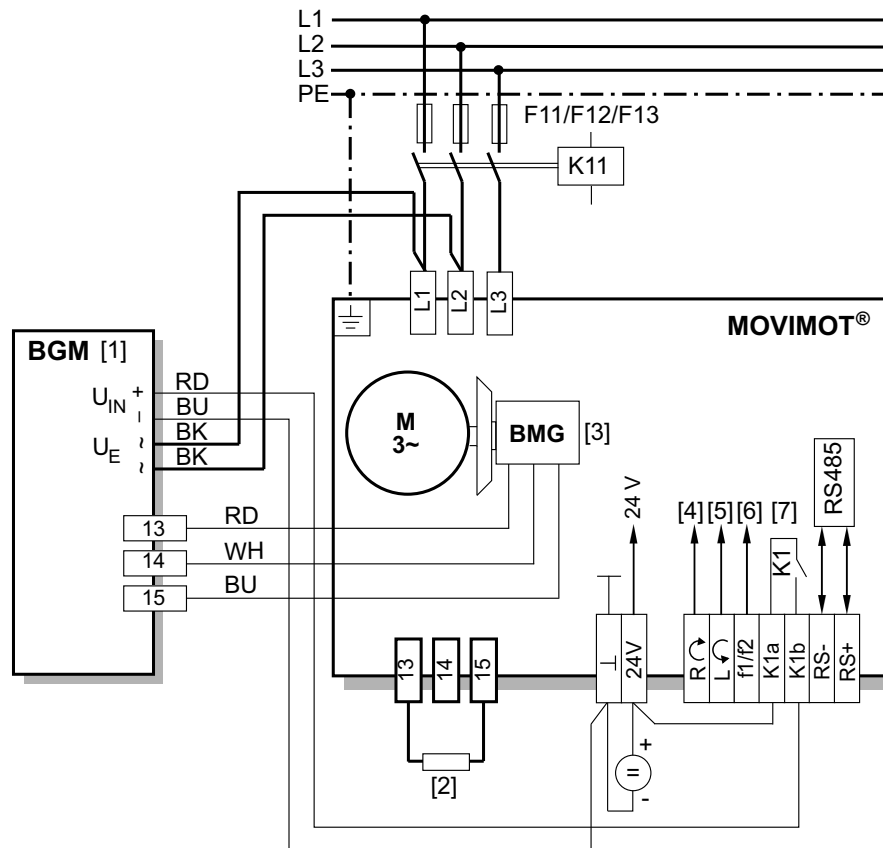 L1
L2
L3
PE
F11/F12/F13
K11
L1
L2
L3
MOVIMOT®
BGM [1]
U_IN + –
RD
BU
U_E ~ ~
BK
BK
M
3~
BMG
[3]
13
RD
14
WH
15
BU
24 V
[4]
[5]
[6]
[7]
K1
RS485
13
14
15
⊥
24V
R
L
f1/f2
K1a
K1b
RS-
RS+
[2]
+
=
-